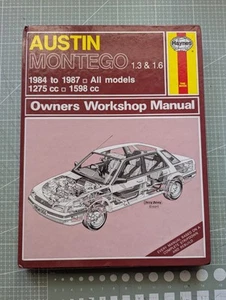 AUSTIN
Haynes
MONTEGO 1.3 & 1.6
1984 to 1987 □ All models
1275 cc □ 1598 cc
Owners Workshop Manual